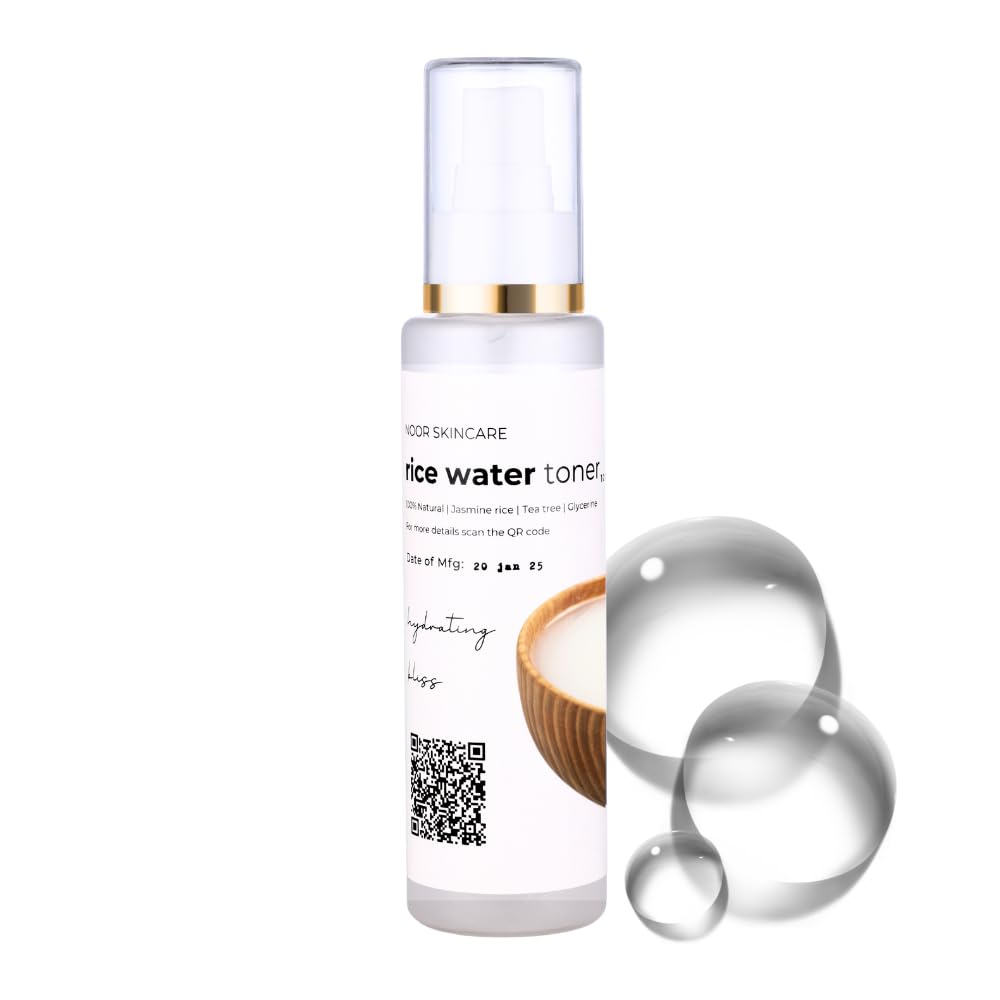 NOOR SKINCARE
rice water toner
100% Natural | Jasmine rice | Tea tree | Glycerine
For more details scan the QR code
Date of Mfg: 20 jan 25
hydrating
bliss